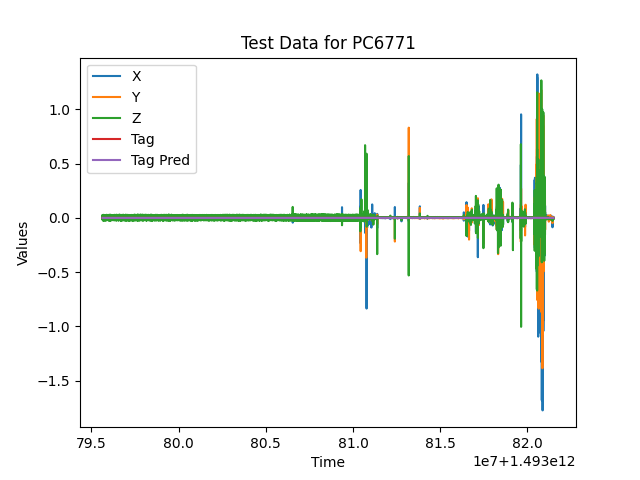 Test Data for PC6771
X
Y
Z
Tag
Tag Pred
1.0
0.5
0.0
−0.5
−1.0
−1.5
Values
79.5 80.0 80.5 81.0 81.5 82.0
1e7+1.493e12
Time